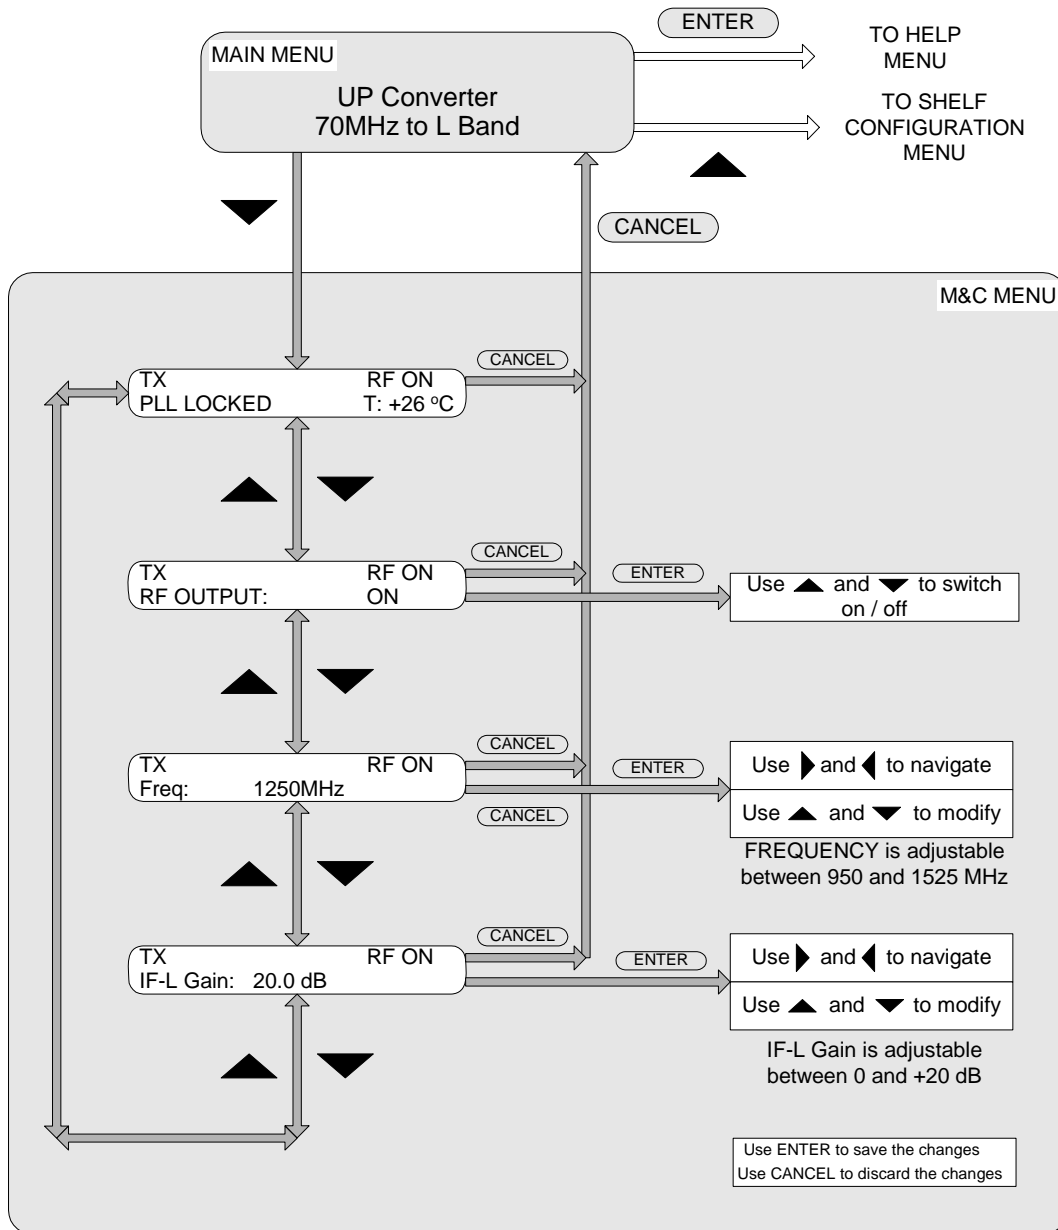 ENTER
MAIN MENU
UP Converter
70MHz to L Band
TO HELP
MENU
TO SHELF
CONFIGURATION
MENU
CANCEL
M&C MENU
TX RF ON
PLL LOCKED T: +26 ºC
CANCEL
TX RF ON
RF OUTPUT: ON
CANCEL
ENTER
Use ▲ and ▼ to switch
on / off
TX RF ON
Freq: 1250MHz
CANCEL
ENTER
CANCEL
Use ▶ and ◀ to navigate
Use ▲ and ▼ to modify
FREQUENCY is adjustable
between 950 and 1525 MHz
TX RF ON
IF-L Gain: 20.0 dB
CANCEL
ENTER
Use ▶ and ◀ to navigate
Use ▲ and ▼ to modify
IF-L Gain is adjustable
between 0 and +20 dB
Use ENTER to save the changes
Use CANCEL to discard the changes